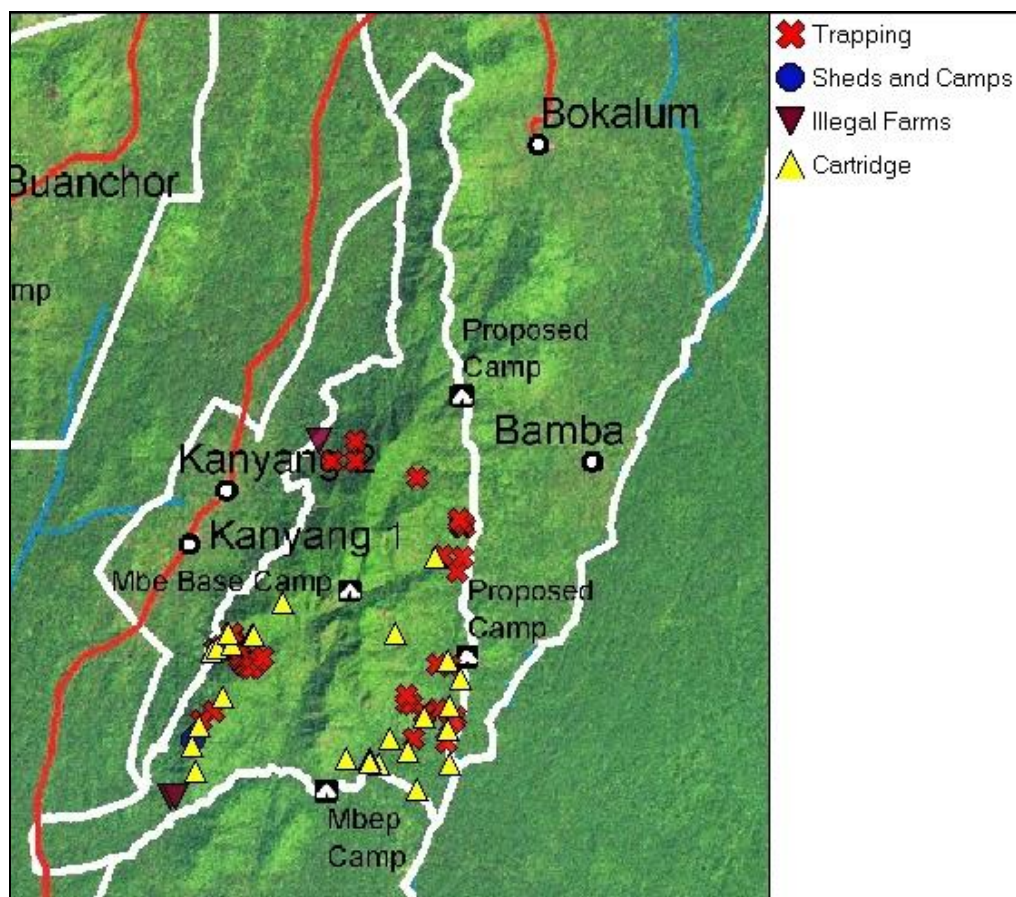 Trapping
Sheds and Camps
Illegal Farms
Cartridge
Bokalum
Buanchor
mp
Proposed
Camp
Bamba
Kanyang 2
Kanyang 1
Mbe Base Camp
Proposed
Camp
Mbep
Camp